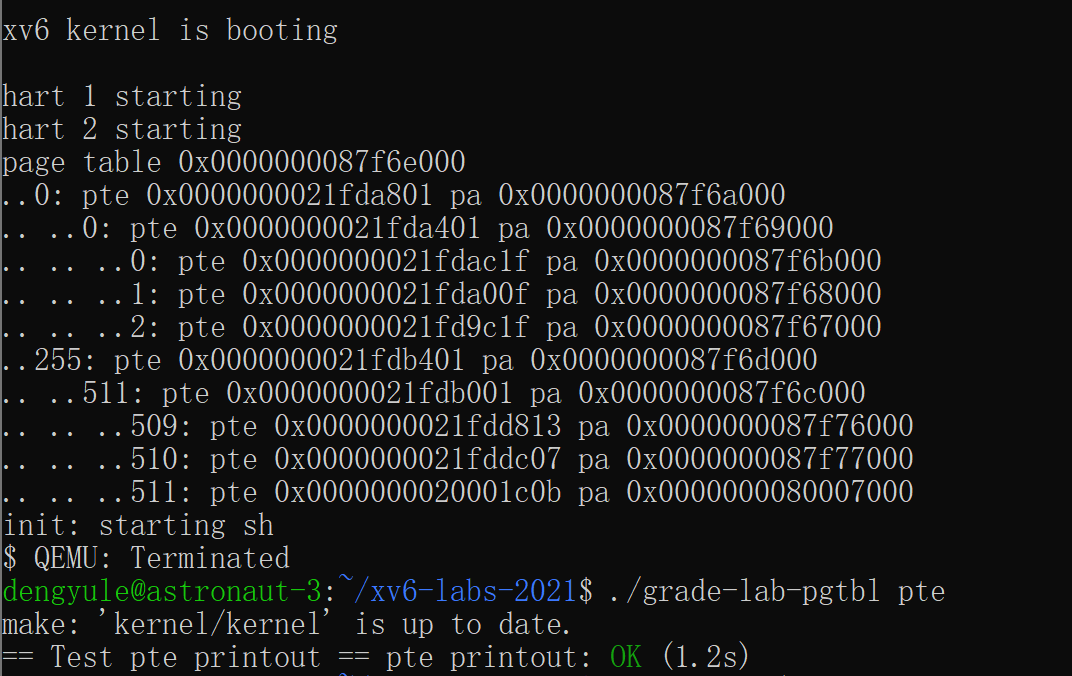 xv6 kernel is booting
hart 1 starting
hart 2 starting
page table 0x0000000087f6e000
..0: pte 0x0000000021fda801 pa 0x0000000087f6a000
.. ..0: pte 0x0000000021fda401 pa 0x0000000087f69000
.. .. ..0: pte 0x0000000021fdac1f pa 0x0000000087f6b000
.. .. ..1: pte 0x0000000021fda00f pa 0x0000000087f68000
.. .. ..2: pte 0x0000000021fd9c1f pa 0x0000000087f67000
..255: pte 0x0000000021fdb401 pa 0x0000000087f6d000
.. ..511: pte 0x0000000021fdb001 pa 0x0000000087f6c000
.. .. ..509: pte 0x0000000021fdd813 pa 0x0000000087f76000
.. .. ..510: pte 0x0000000021fddc07 pa 0x0000000087f77000
.. .. ..511: pte 0x0000000020001c0b pa 0x0000000080007000
init: starting sh
$ QEMU: Terminated
dengyule@astronaut-3:~/xv6-labs-2021$ ./grade-lab-pgtbl pte
make: 'kernel/kernel' is up to date.
== Test pte printout == pte printout: OK (1.2s)